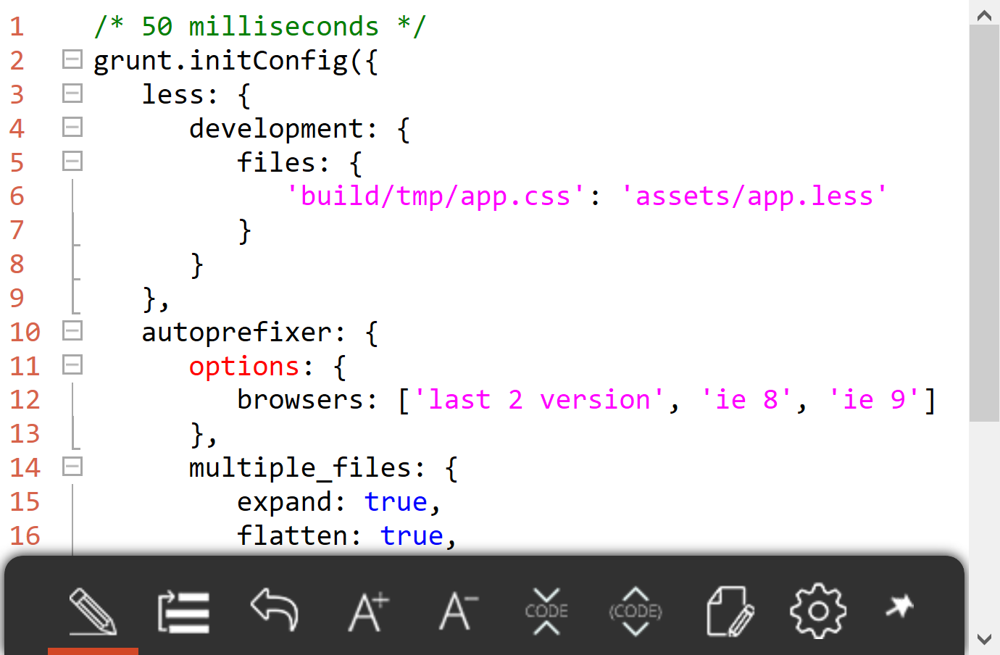 1 /* 50 milliseconds */
2 grunt.initConfig({
3 less: {
4 development: {
5 files: {
6 'build/tmp/app.css': 'assets/app.less'
7 }
8 }
9 },
10 autoprefixer: {
11 options: {
12 browsers: ['last 2 version', 'ie 8', 'ie 9']
13 },
14 multiple_files: {
15 expand: true,
16 flatten: true,
A+ A- CODE (CODE)